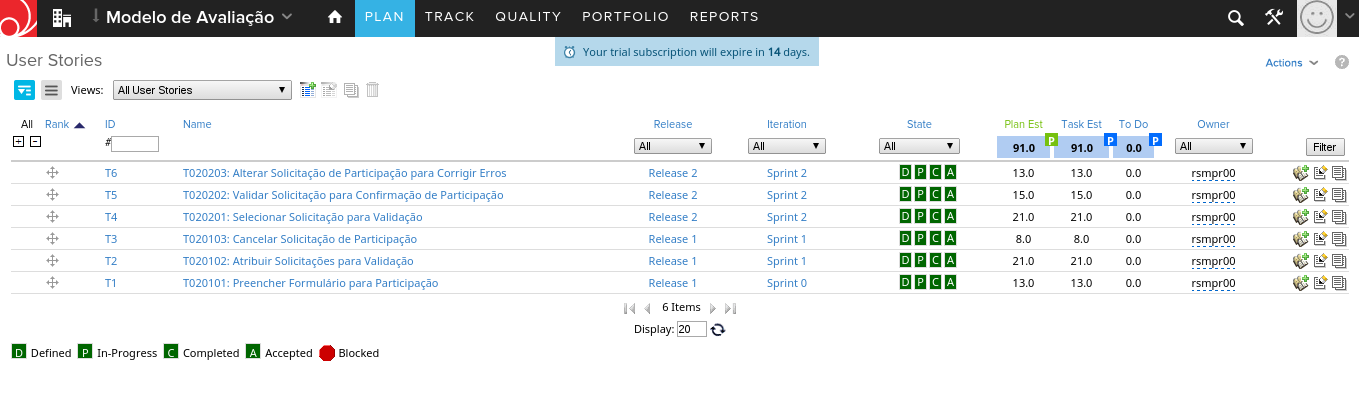 Modelo de Avaliação PLAN TRACK QUALITY PORTFOLIO REPORTS
Your trial subscription will expire in 14 days.
User Stories
Actions ?
Views: All User Stories
All Rank ID Name Release Iteration State Plan Est Task Est To Do Owner
# All All All 91.0 P 91.0 P 0.0 P All Filter
T6 T020203: Alterar Solicitação de Participação para Corrigir Erros Release 2 Sprint 2 D P C A 13.0 13.0 0.0 rsmpr00
T5 T020202: Validar Solicitação para Confirmação de Participação Release 2 Sprint 2 D P C A 15.0 15.0 0.0 rsmpr00
T4 T020201: Selecionar Solicitação para Validação Release 2 Sprint 2 D P C A 21.0 21.0 0.0 rsmpr00
T3 T020103: Cancelar Solicitação de Participação Release 1 Sprint 1 D P C A 8.0 8.0 0.0 rsmpr00
T2 T020102: Atribuir Solicitações para Validação Release 1 Sprint 1 D P C A 21.0 21.0 0.0 rsmpr00
T1 T020101: Preencher Formulário para Participação Release 1 Sprint 0 D P C A 13.0 13.0 0.0 rsmpr00
6 Items
Display: 20
D Defined P In-Progress C Completed A Accepted Blocked